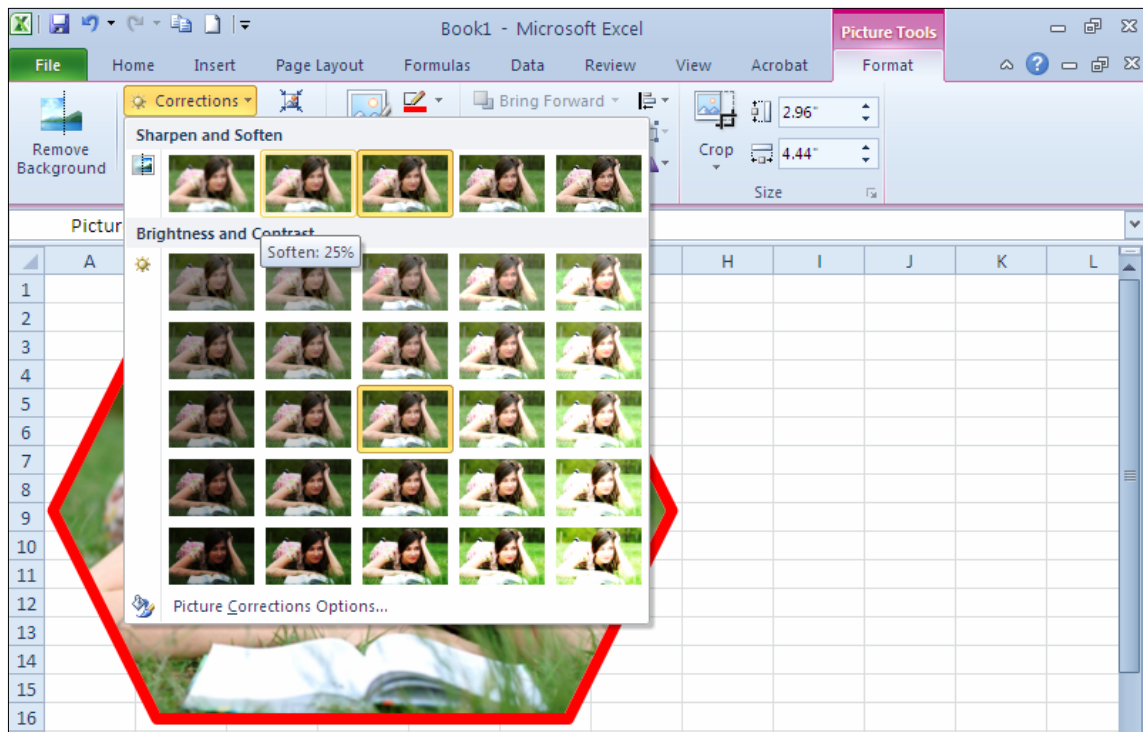 Book1 - Microsoft Excel
Picture Tools
File Home Insert Page Layout Formulas Data Review View Acrobat Format
Corrections
Bring Forward
2.96"
Remove Background
Crop
4.44"
Size
Sharpen and Soften
Pictur
Brightness and Contrast
Soften: 25%
A H I J K L
1
2
3
4
5
6
7
8
9
10
11
12
13
14
15
16
Picture Corrections Options...